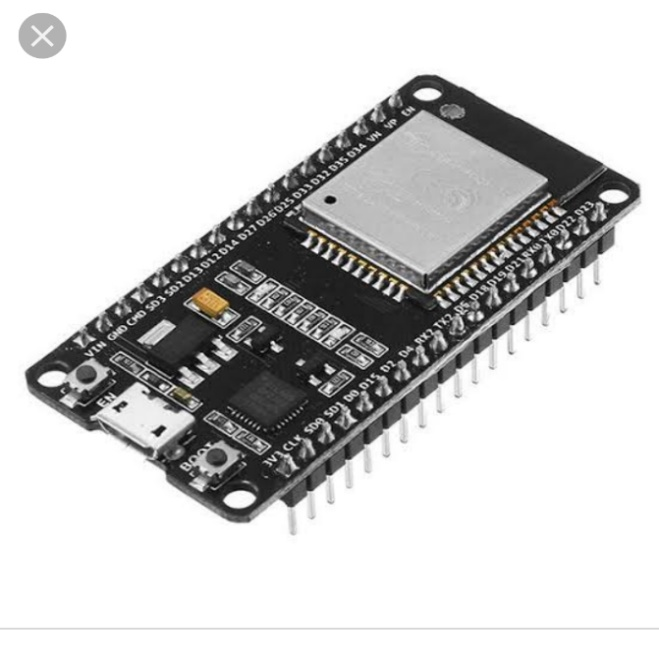 VIN GND CMD SD3 SD2 D13 D12 D14 D27 D26 D25 D33 D32 D35 D34 VN VP EN
EN
BOOT
3V3 CLK SD0 SD1 D0 D15 D2 D4 RX2 TX2 D5 D18 D19 D21 RX0 TX0 D22 D23